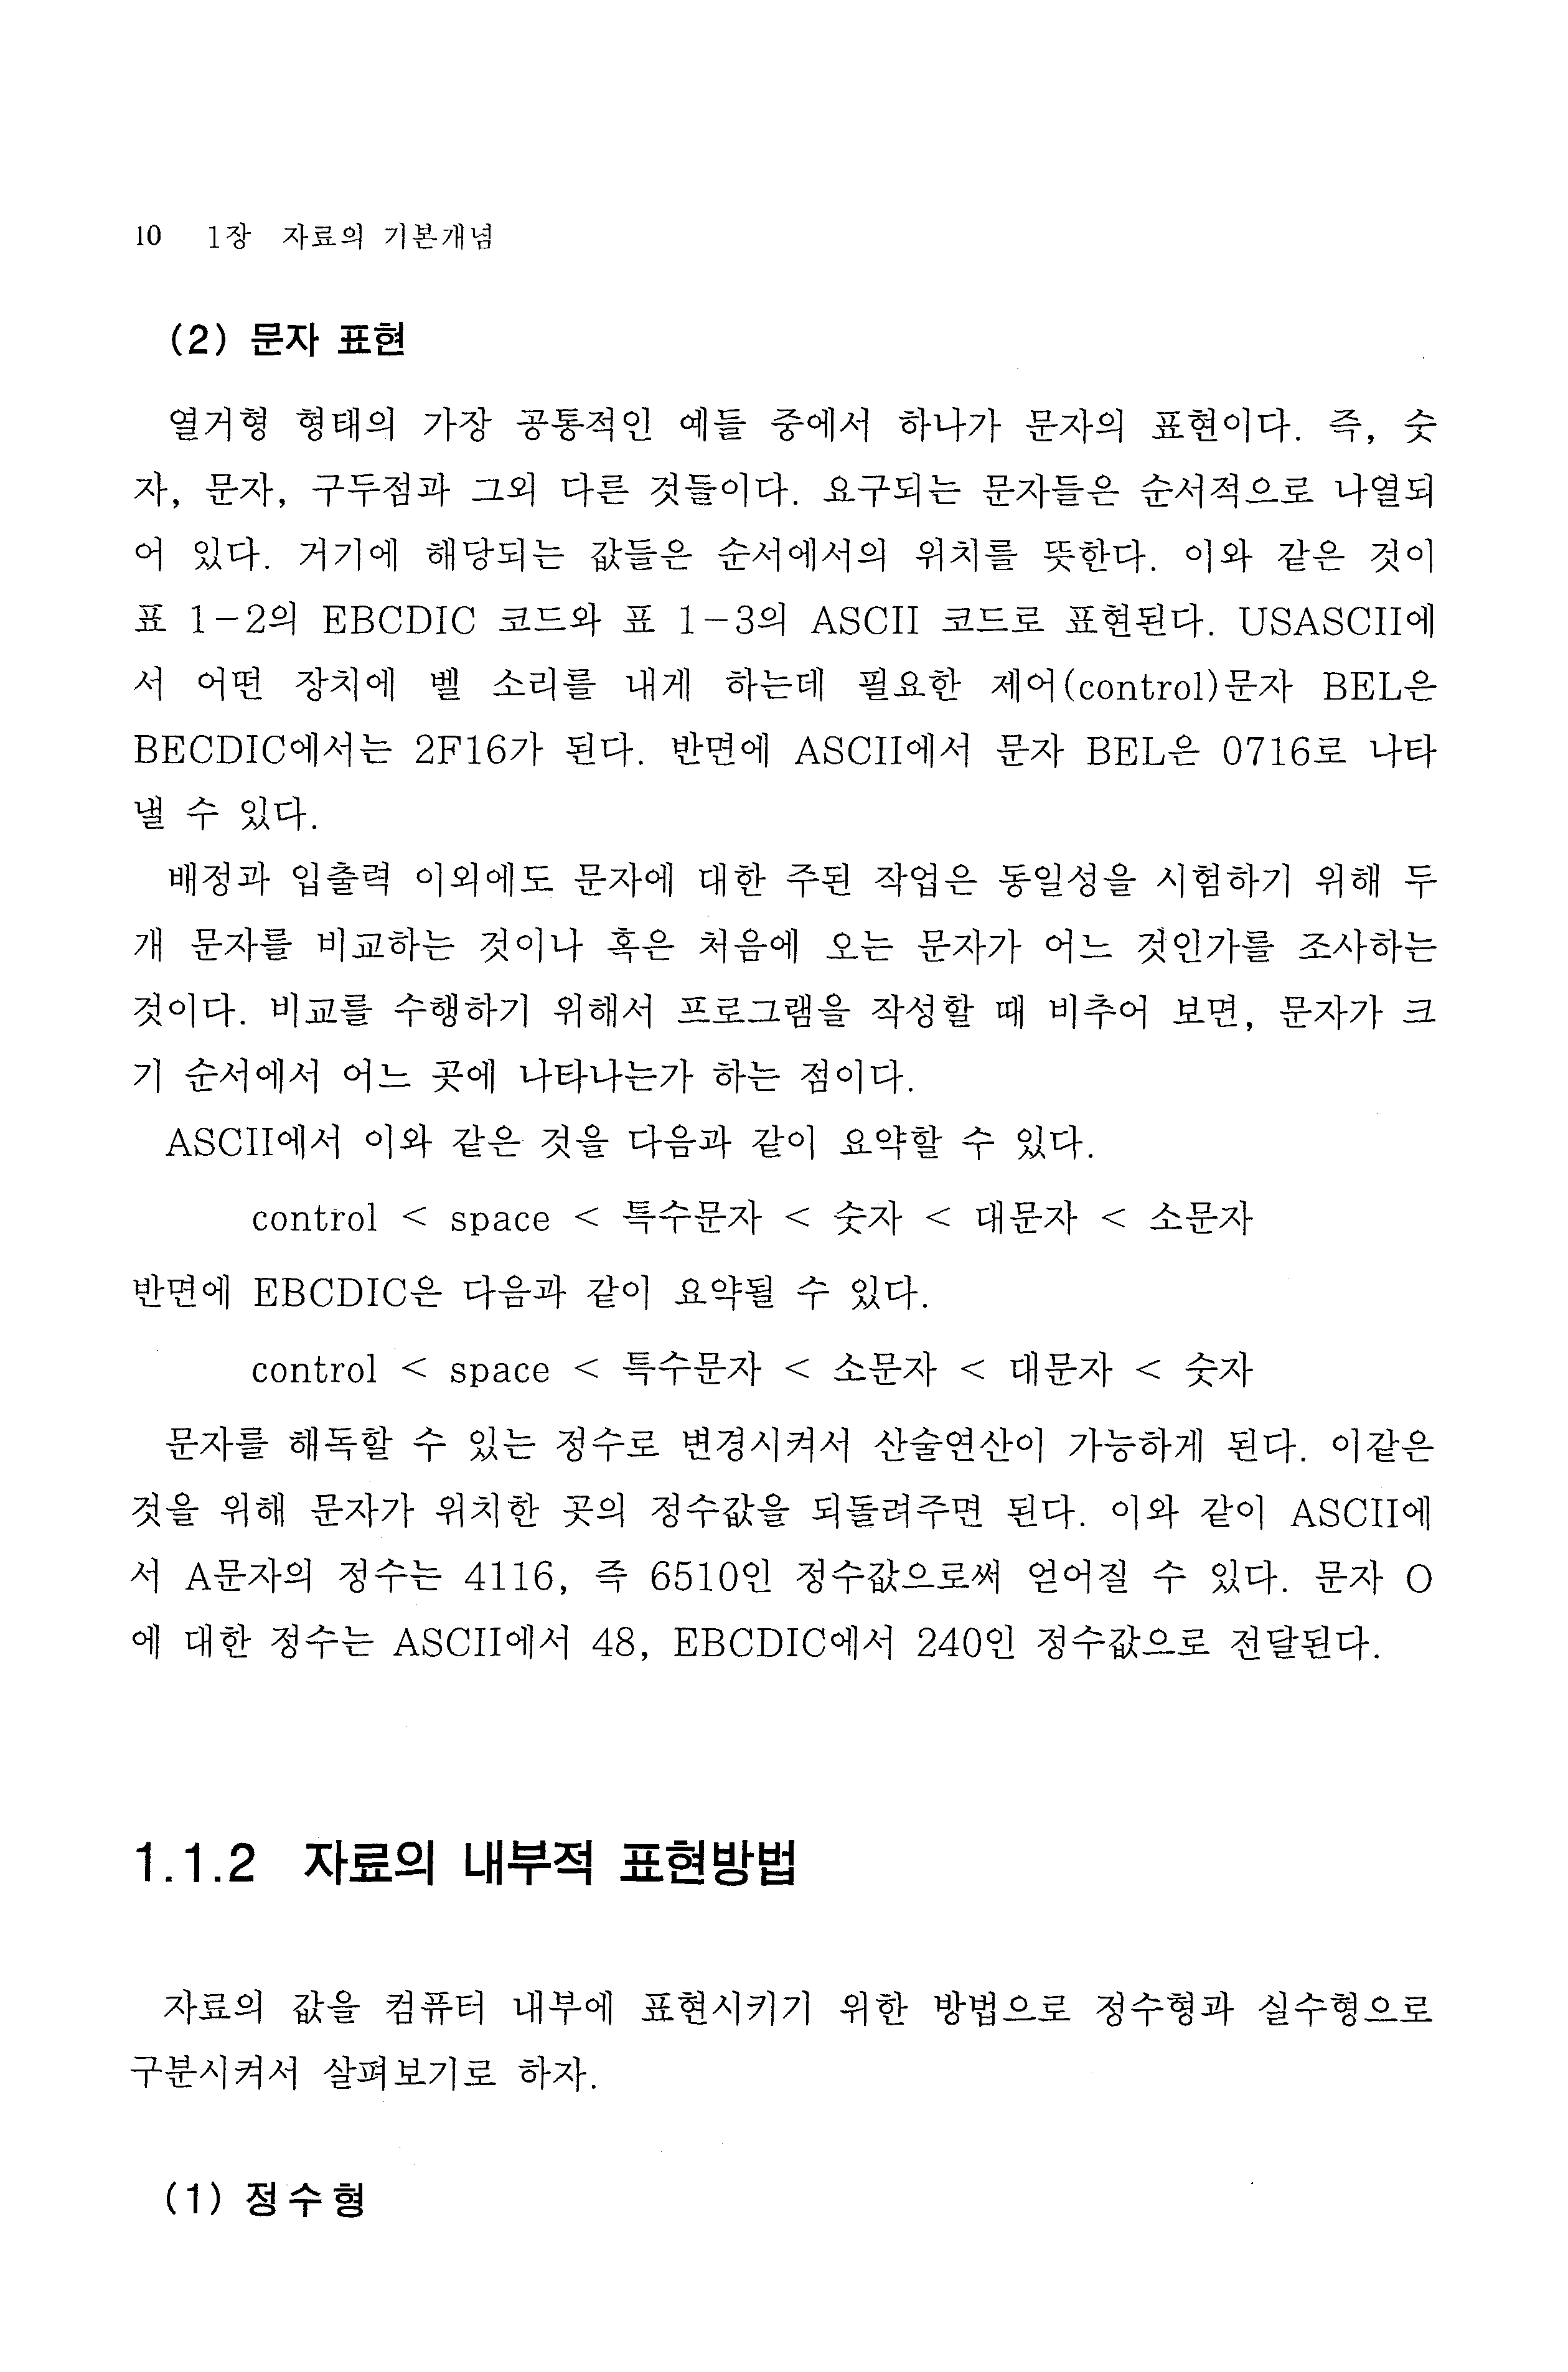 10 1장 자료의 기본개념
(2) 문자 표현
열거형 형태의 가장 공통적인 예들 중에서 하나가 문자의 표현이다. 즉, 숫
자, 문자, 구두점과 그외 다른 것들이다. 요구되는 문자들은 순서적으로 나열되
어 있다. 거기에 해당되는 값들은 순서에서의 위치를 뜻한다. 이와 같은 것이
표 1-2의 EBCDIC 코드와 표 1-3의 ASCII 코드로 표현된다. USASCII에
서 어떤 장치에 벨 소리를 내게 하는데 필요한 제어(control)문자 BEL은
BECDIC에서는 2F16가 된다. 반면에 ASCII에서 문자 BEL은 0716로 나타
낼 수 있다.
배정과 입출력 이외에도 문자에 대한 주된 작업은 동일성을 시험하기 위해 두
개 문자를 비교하는 것이나 혹은 처음에 오는 문자가 어느 것인가를 조사하는
것이다. 비교를 수행하기 위해서 프로그램을 작성할 때 비추어 보면, 문자가 크
기 순서에서 어느 곳에 나타나는가 하는 점이다.
ASCII에서 이와 같은 것을 다음과 같이 요약할 수 있다.
control < space < 특수문자 < 숫자 < 대문자 < 소문자
반면에 EBCDIC은 다음과 같이 요약될 수 있다.
control < space < 특수문자 < 소문자 < 대문자 < 숫자
문자를 해독할 수 있는 정수로 변경시켜서 산술연산이 가능하게 된다. 이같은
것을 위해 문자가 위치한 곳의 정수값을 되돌려주면 된다. 이와 같이 ASCII에
서 A문자의 정수는 4116, 즉 6510인 정수값으로써 얻어질 수 있다. 문자 O
에 대한 정수는 ASCII에서 48, EBCDIC에서 240인 정수값으로 전달된다.
1.1.2 자료의 내부적 표현방법
자료의 값을 컴퓨터 내부에 표현시키기 위한 방법으로 정수형과 실수형으로
구분시켜서 살펴보기로 하자.
(1) 정수형